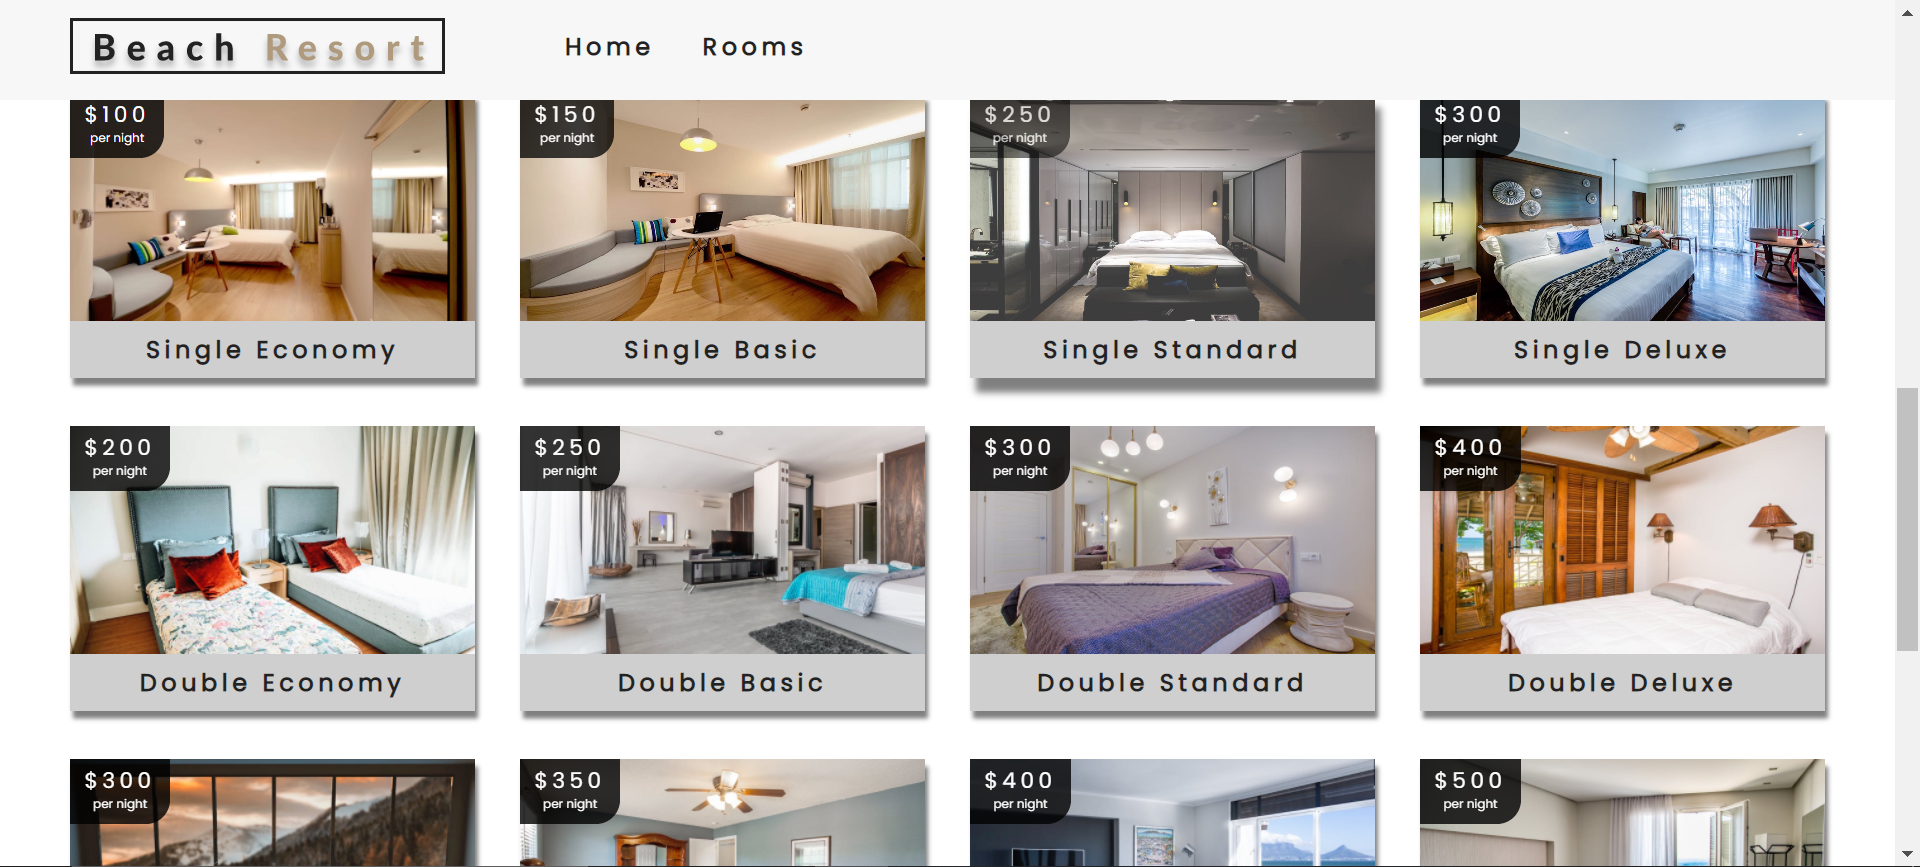 Beach Resort
Home
Rooms
$100
per night
$150
per night
$250
per night
$300
per night
Single Economy
Single Basic
Single Standard
Single Deluxe
$200
per night
$250
per night
$300
per night
$400
per night
Double Economy
Double Basic
Double Standard
Double Deluxe
$300
per night
$350
per night
$400
per night
$500
per night